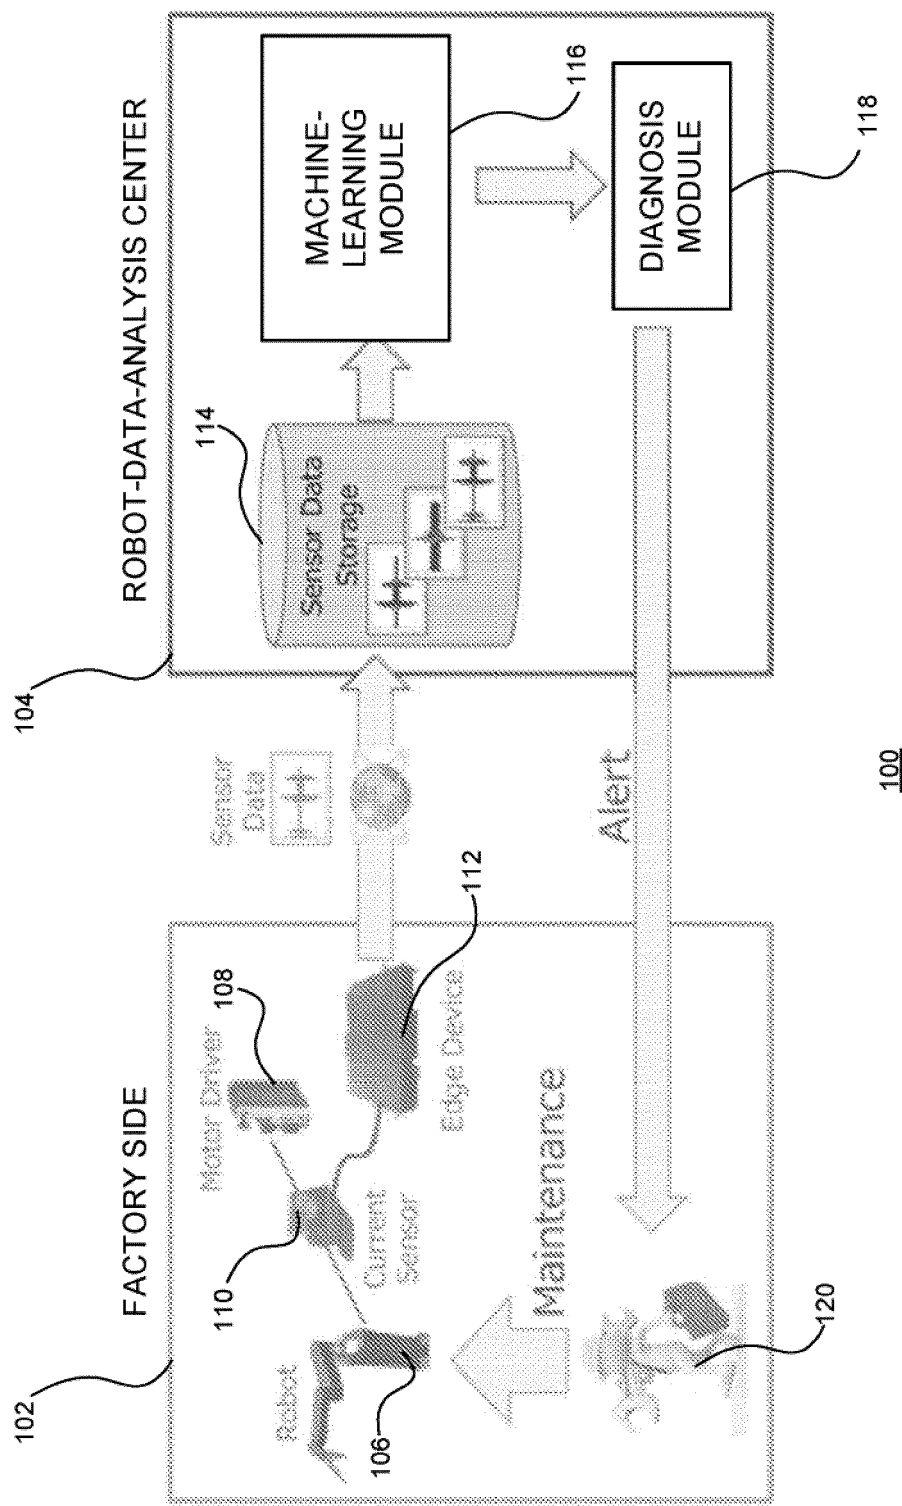 FACTORY SIDE
102
Robot
106
110
Current
Sensor
Motor Driver
108
Edge Device
112
Maintenance
120
Sensor
Data
Alert
ROBOT-DATA-ANALYSIS CENTER
104
114
Sensor Data
Storage
MACHINE-
LEARNING
MODULE
116
DIAGNOSIS
MODULE
118
100